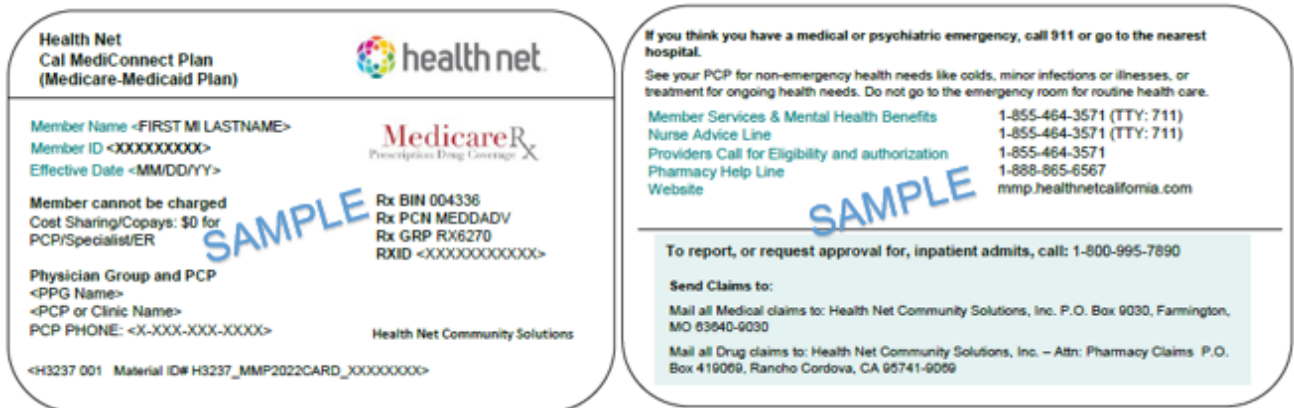 Health Net
Cal MediConnect Plan
(Medicare-Medicaid Plan)
health net
Member Name <FIRST MI LASTNAME>
Member ID <XXXXXXXXX>
Effective Date <MM/DD/YY>
MedicareRx
Prescription Drug Coverage
Member cannot be charged
Cost Sharing/Copays: $0 for
PCP/Specialist/ER
SAMPLE
Rx BIN 004336
Rx PCN MEDDADV
Rx GRP RX6270
RXID <XXXXXXXXXXX>
Physician Group and PCP
<PPG Name>
<PCP or Clinic Name>
PCP PHONE: <X-XXX-XXX-XXXX>
Health Net Community Solutions
<H3237 001 Material ID# H3237_MMP2022CARD_XXXXXXXX>
If you think you have a medical or psychiatric emergency, call 911 or go to the nearest
hospital.
See your PCP for non-emergency health needs like colds, minor infections or illnesses, or
treatment for ongoing health needs. Do not go to the emergency room for routine health care.
Member Services & Mental Health Benefits 1-855-464-3571 (TTY: 711)
Nurse Advice Line 1-855-464-3571 (TTY: 711)
Providers Call for Eligibility and authorization 1-855-464-3571
Pharmacy Help Line 1-888-865-6567
Website mmp.healthnetcalifornia.com
SAMPLE
To report, or request approval for, inpatient admits, call: 1-800-995-7890
Send Claims to:
Mail all Medical claims to: Health Net Community Solutions, Inc. P.O. Box 9030, Farmington,
MO 63640-9030
Mail all Drug claims to: Health Net Community Solutions, Inc. – Attn: Pharmacy Claims P.O.
Box 419069, Rancho Cordova, CA 95741-9069